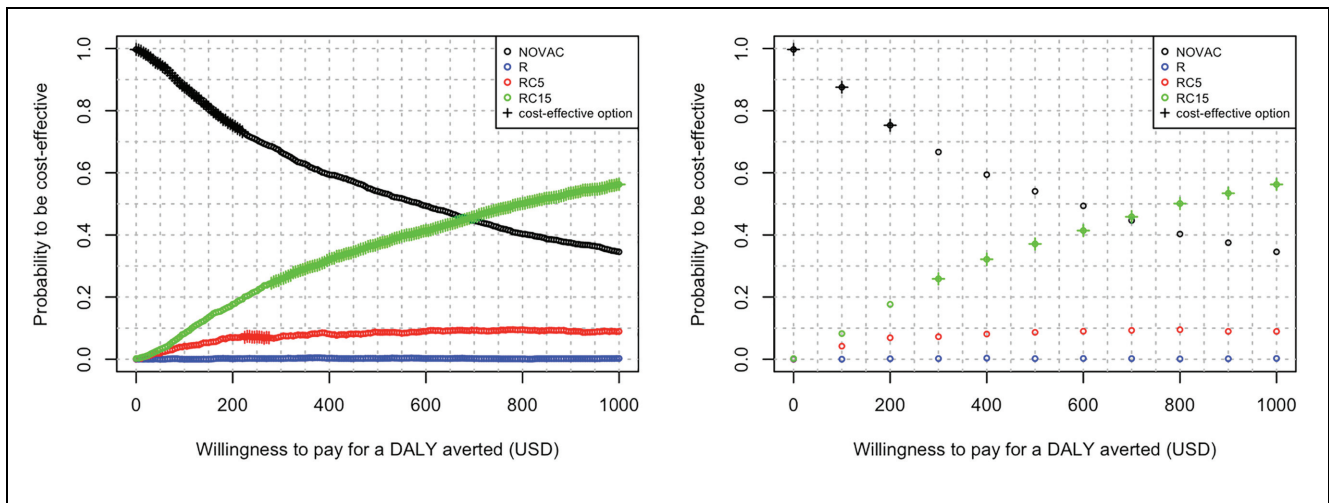 Probability to be cost-effective
1.0
0.8
0.6
0.4
0.2
0.0
NOVAC
R
RC5
RC15
cost-effective option
0 200 400 600 800 1000
Willingness to pay for a DALY averted (USD)
Probability to be cost-effective
1.0
0.8
0.6
0.4
0.2
0.0
NOVAC
R
RC5
RC15
cost-effective option
0 200 400 600 800 1000
Willingness to pay for a DALY averted (USD)